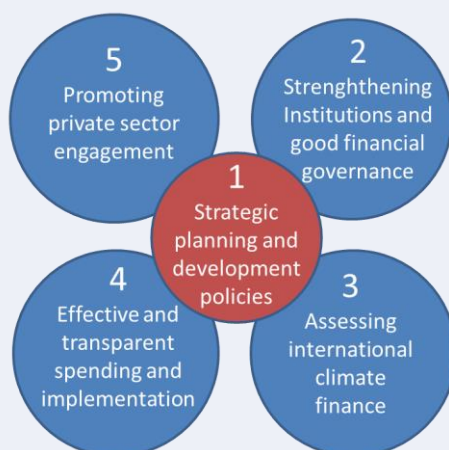 1
Strategic
planning and
development
policies
2
Strenghthening
Institutions and
good financial
governance
3
Assessing
international
climate
finance
4
Effective and
transparent
spending and
implementation
5
Promoting
private sector
engagement